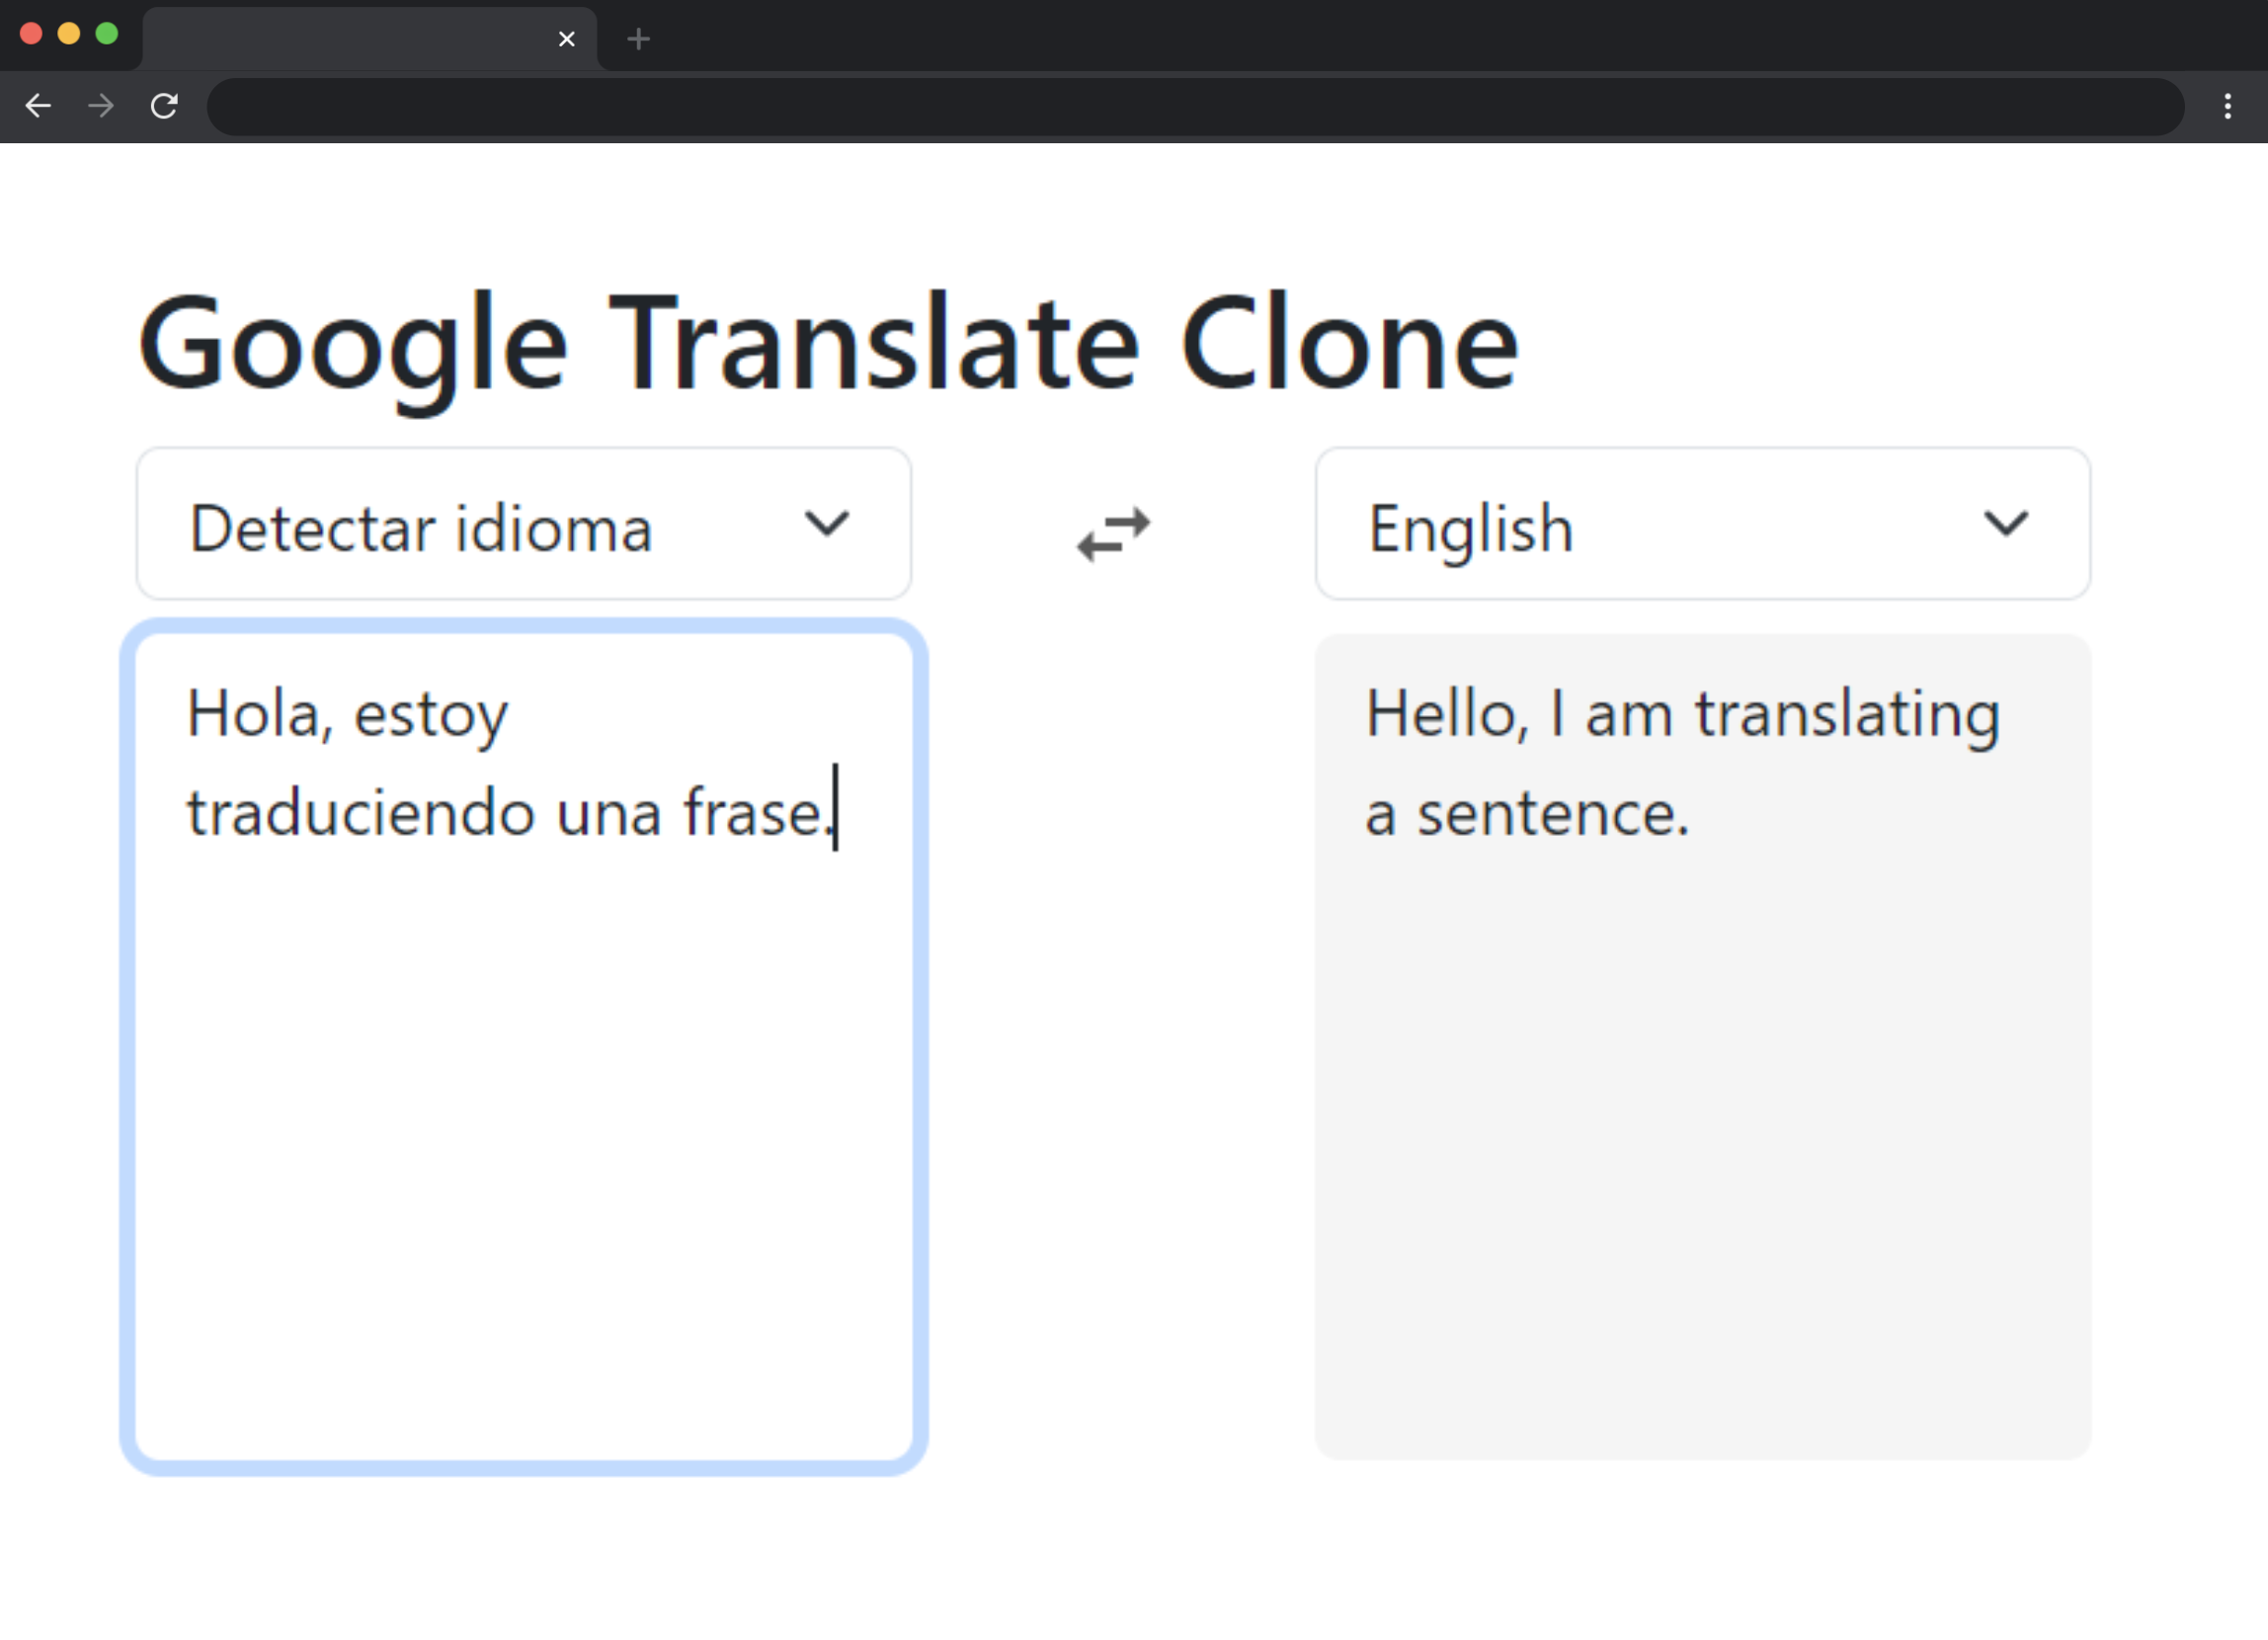 Google Translate Clone
Detectar idioma
English
Hola, estoy
traduciendo una frase.
Hello, I am translating
a sentence.